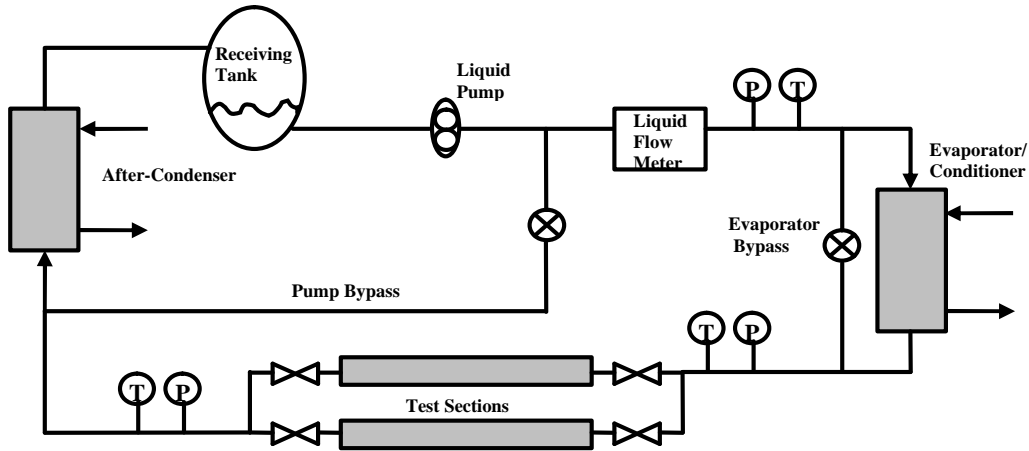 Receiving
Tank
Liquid
Pump
P
T
Liquid
Flow
Meter
Evaporator/
Conditioner
After-Condenser
Evaporator
Bypass
Pump Bypass
T
P
T
P
Test Sections